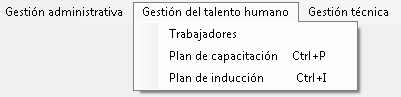 Gestión administrativa Gestión del talento humano Gestión técnica
Trabajadores
Plan de capacitación Ctrl+P
Plan de inducción Ctrl+I